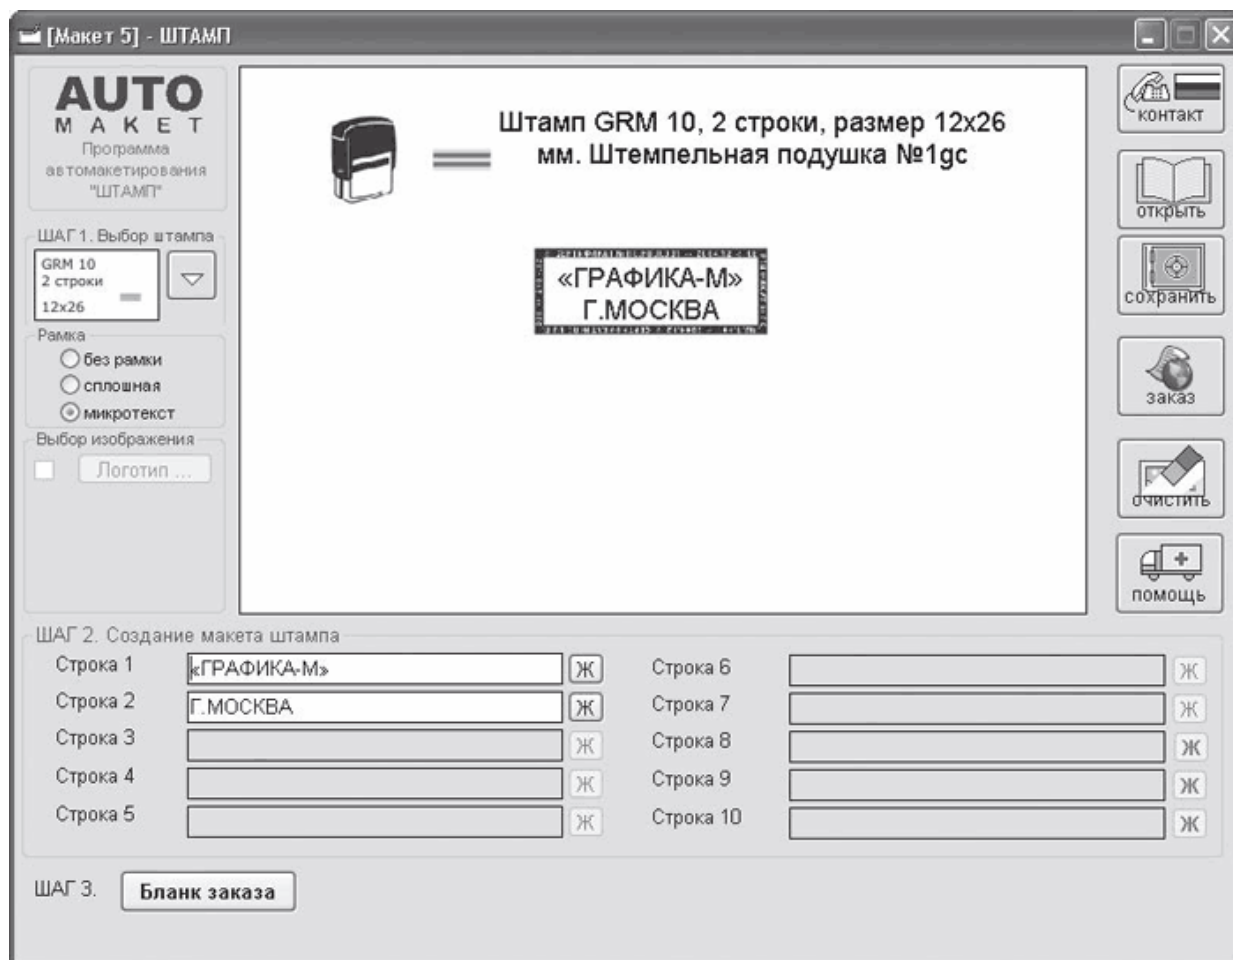 [Макет 5] - ШТАМП
AUTO
МАКЕТ
Программа
автомакетирования
"ШТАМП"
ШАГ 1. Выбор штампа
GRM 10
2 строки
12х26
Рамка
без рамки
сплошная
микротекст
Выбор изображения
Логотип ...
Штамп GRM 10, 2 строки, размер 12х26
мм. Штемпельная подушка №1gc
«ГРАФИКА-М»
Г.МОСКВА
контакт
открыть
сохранить
заказ
очистить
помощь
ШАГ 2. Создание макета штампа
Строка 1 «ГРАФИКА-М» Ж
Строка 2 Г.МОСКВА Ж
Строка 3 Ж
Строка 4 Ж
Строка 5 Ж
Строка 6 Ж
Строка 7 Ж
Строка 8 Ж
Строка 9 Ж
Строка 10 Ж
ШАГ 3. Бланк заказа